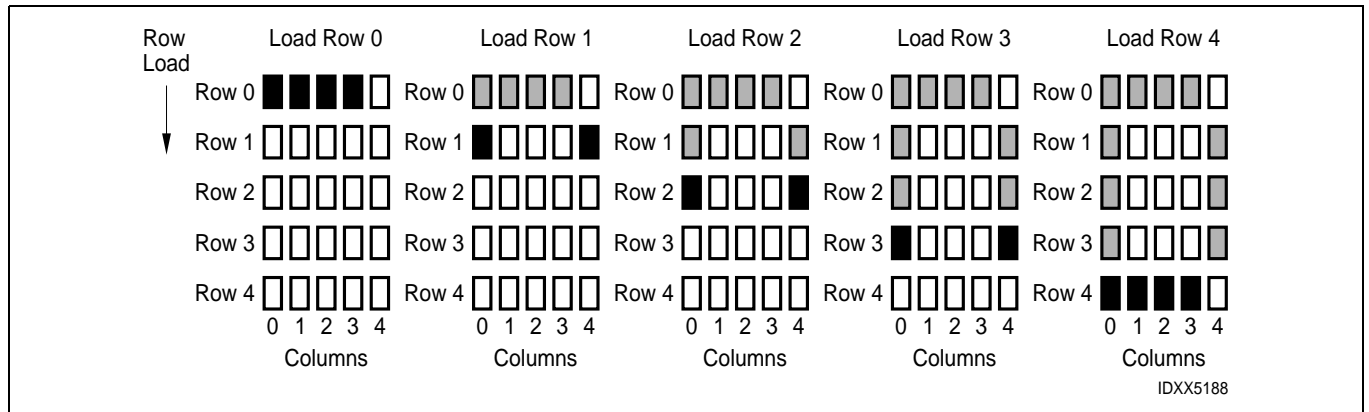 Row Load
Load Row 0 Load Row 1 Load Row 2 Load Row 3 Load Row 4
Row 0 Row 0 Row 0 Row 0 Row 0
Row 1 Row 1 Row 1 Row 1 Row 1
Row 2 Row 2 Row 2 Row 2 Row 2
Row 3 Row 3 Row 3 Row 3 Row 3
Row 4 Row 4 Row 4 Row 4 Row 4
0 1 2 3 4 0 1 2 3 4 0 1 2 3 4 0 1 2 3 4 0 1 2 3 4
Columns Columns Columns Columns Columns
IDXX5188